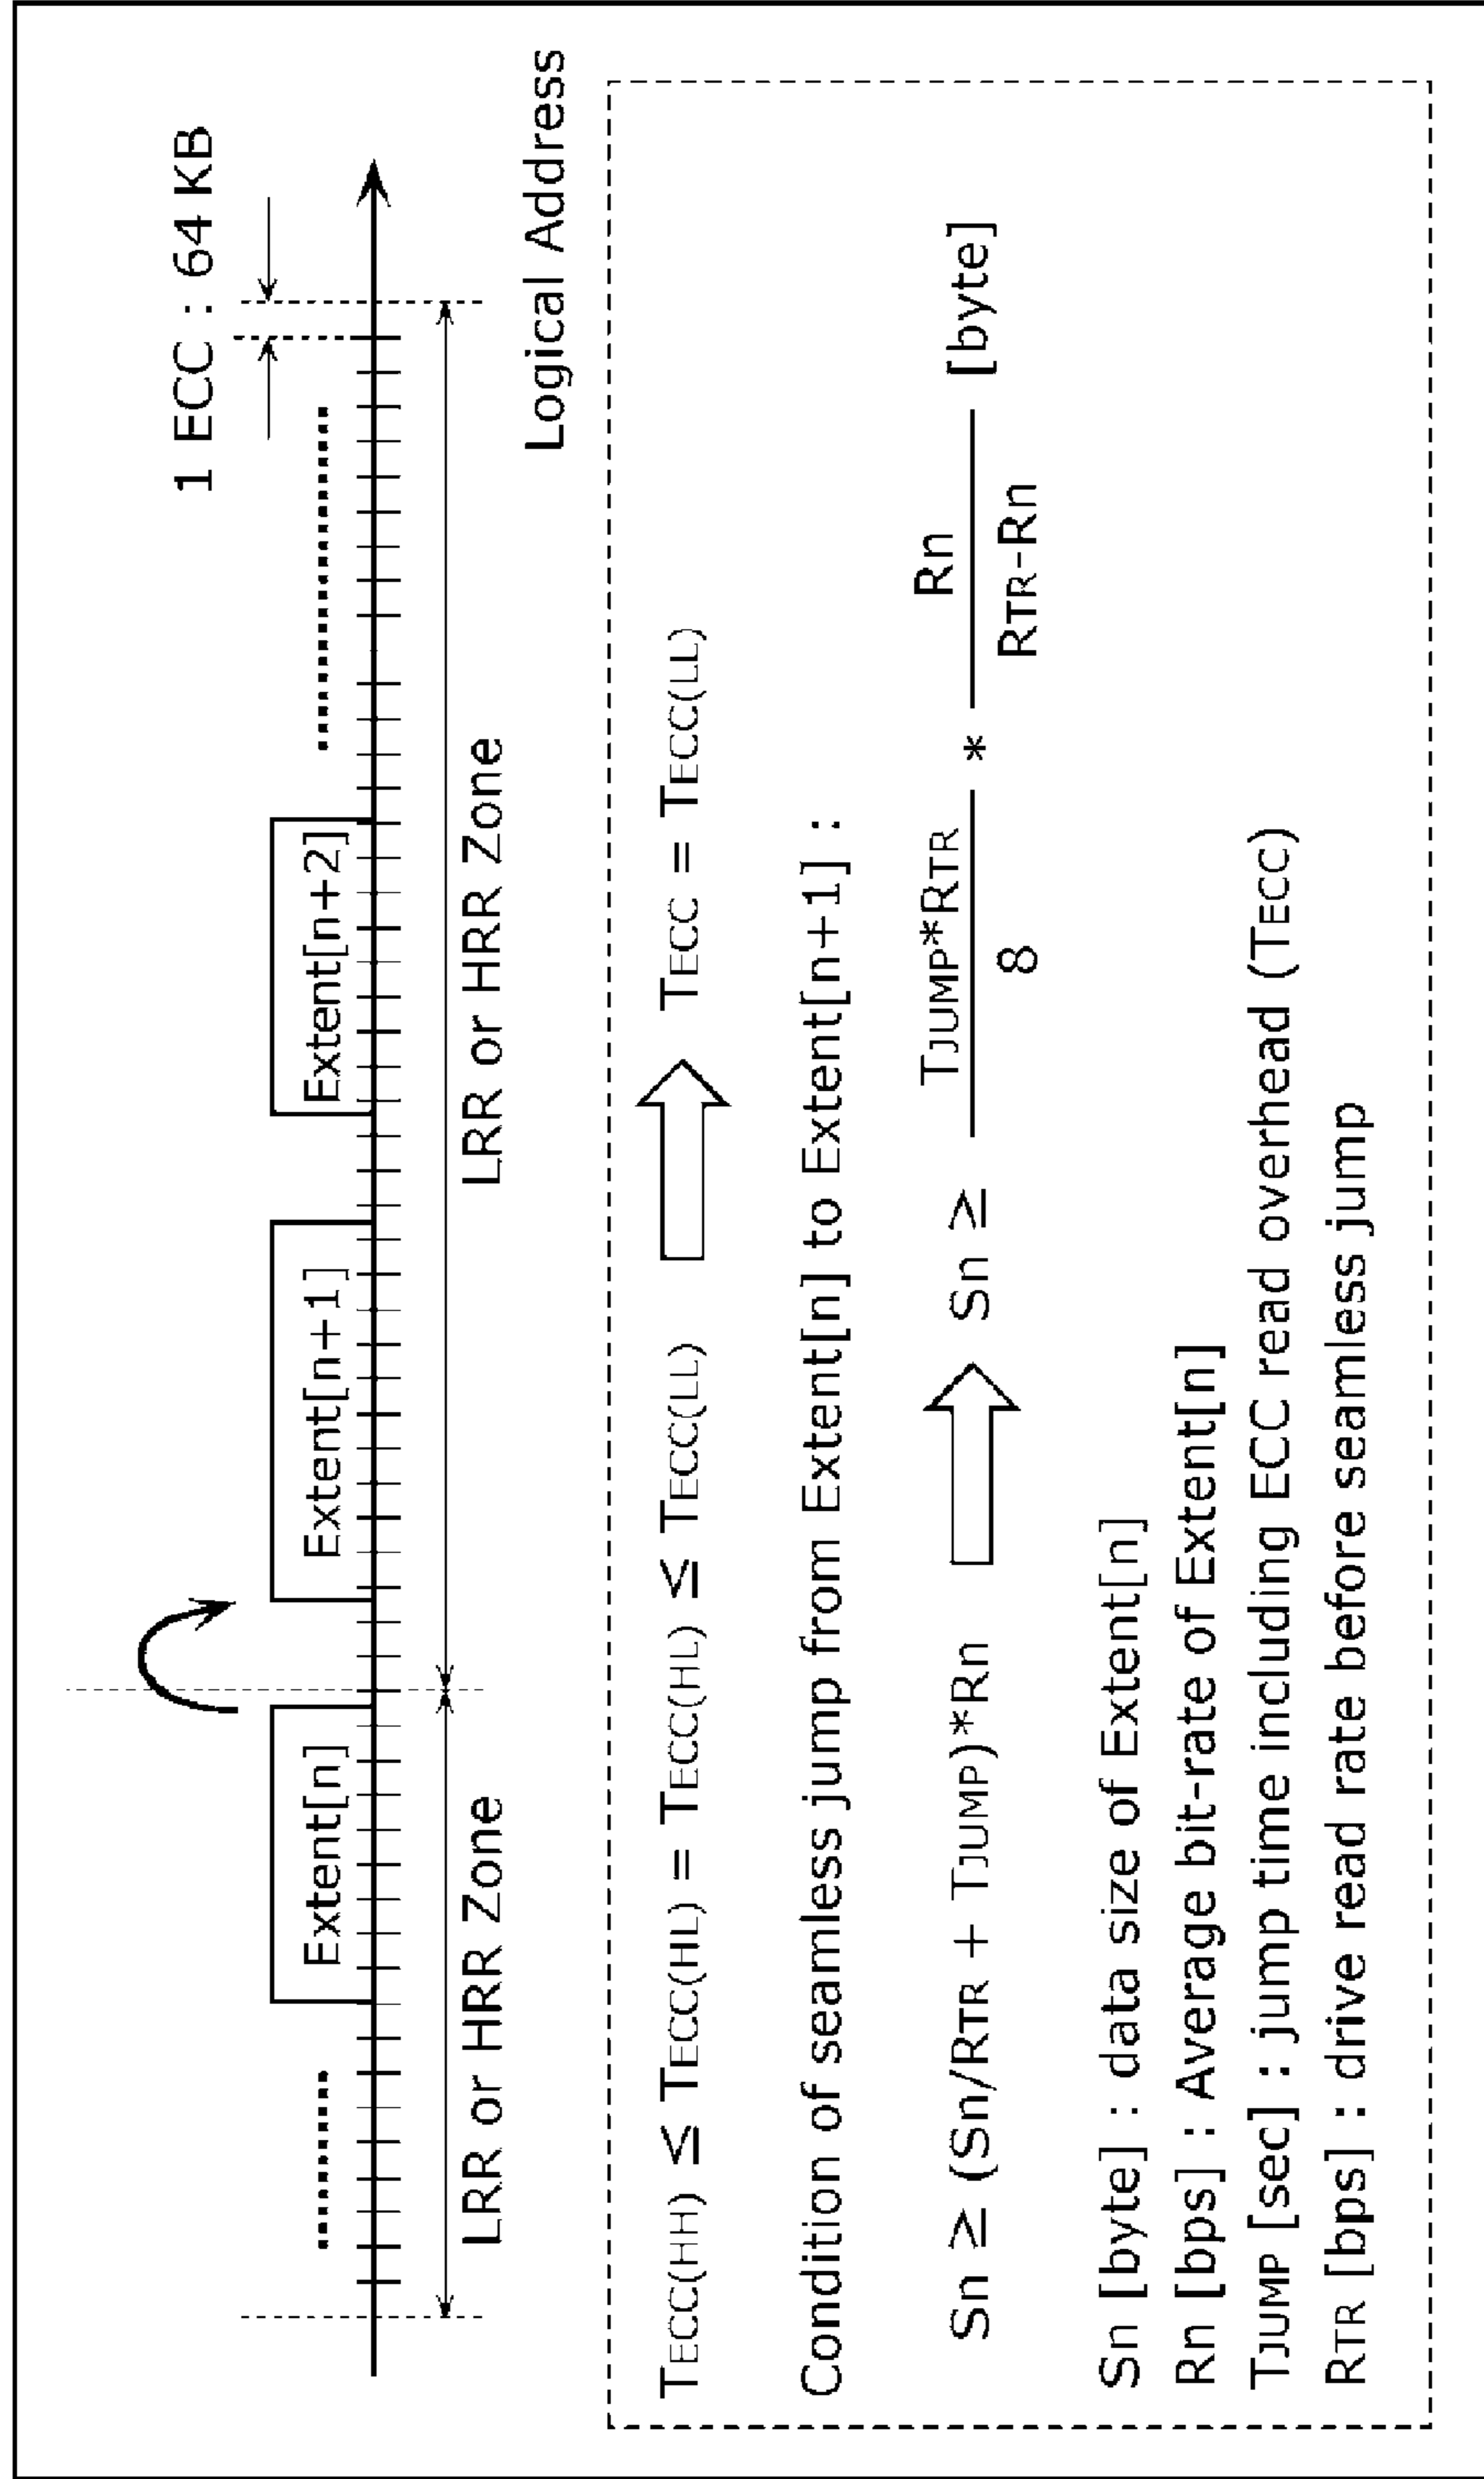 1 ECC : 64 KB
Extent[n]
Extent[n+1]
Extent[n+2]
LRR or HRR Zone
LRR or HRR Zone
Logical Address
TECC(HH) ≤ TECC(HL) = TECC(HL) ≤ TECC(LL) TECC = TECC(LL)
Condition of seamless jump from Extent[n] to Extent[n+1] :
Sn ≥ (Sn/RTR + TJUMP)*Rn Sn ≥ TJUMP*RTR / 8 * Rn / RTR-Rn [byte]
Sn [byte] : data size of Extent[n]
Rn [bps] : Average bit-rate of Extent[n]
TJUMP [sec] : jump time including ECC read overhead (TECC)
RTR [bps] : drive read rate before seamless jump